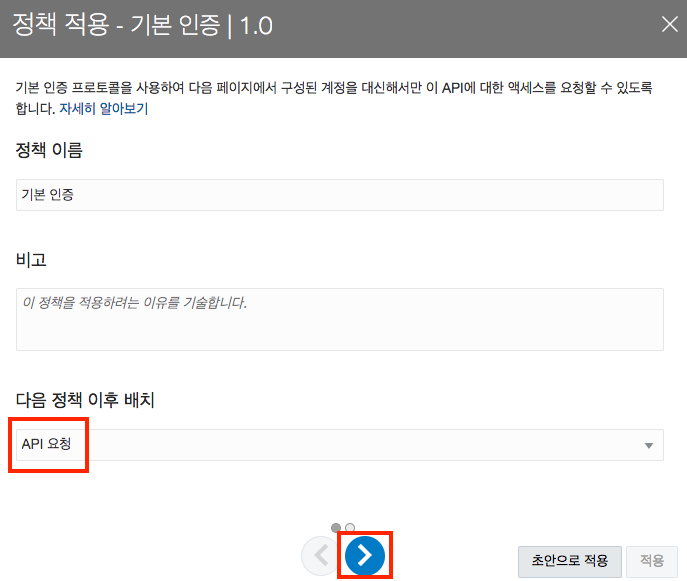 정책 적용 - 기본 인증 | 1.0
기본 인증 프로토콜을 사용하여 다음 페이지에서 구성된 계정을 대신해서만 이 API에 대한 액세스를 요청할 수 있도록
합니다. 자세히 알아보기
정책 이름
기본 인증
비고
이 정책을 적용하려는 이유를 기술합니다.
다음 정책 이후 배치
API 요청
초안으로 적용
적용